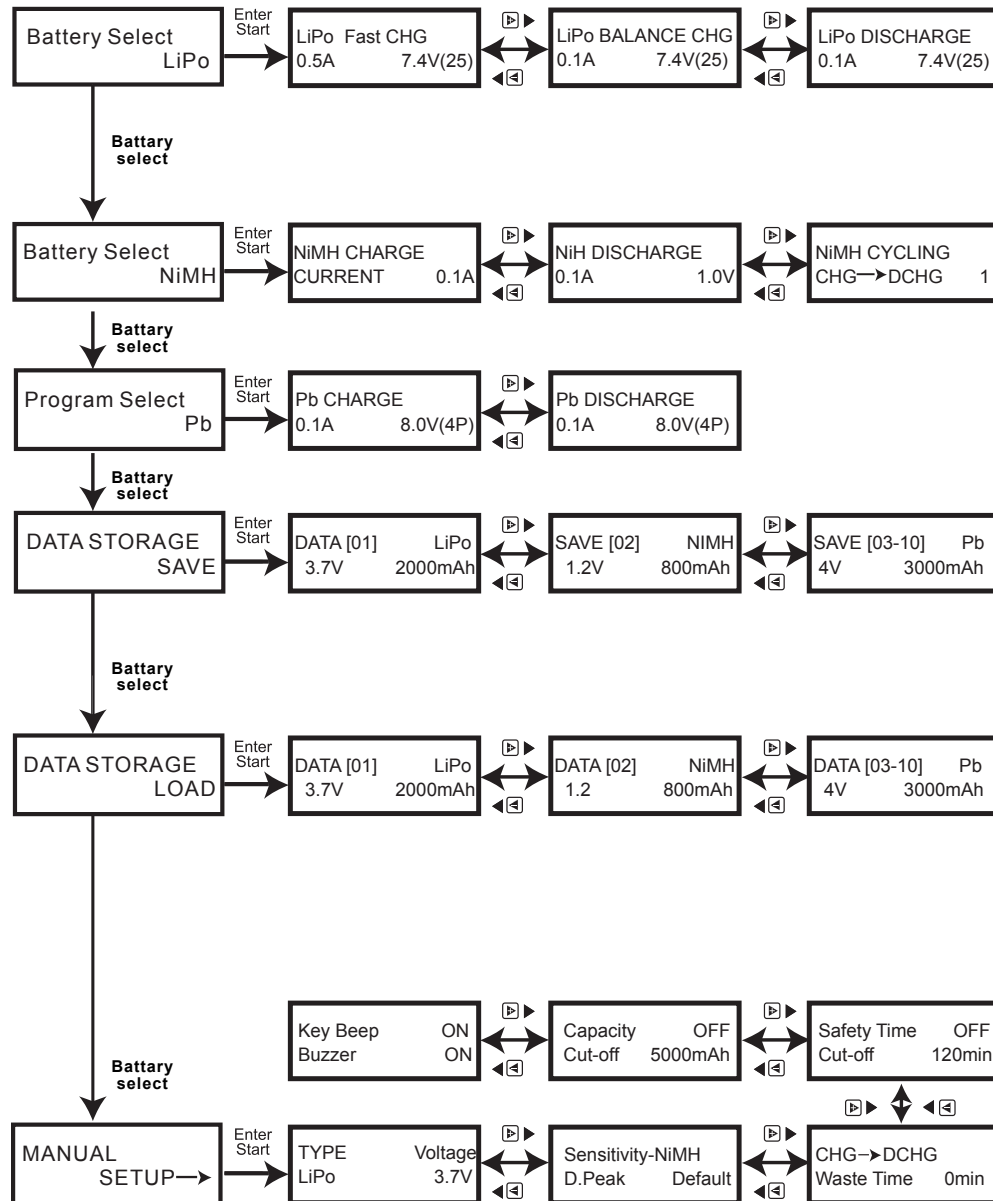 Battery Select
LiPo
Enter
Start
LiPo Fast CHG
0.5A 7.4V(25)
LiPo BALANCE CHG
0.1A 7.4V(25)
LiPo DISCHARGE
0.1A 7.4V(25)
Battary
select
Battery Select
NiMH
Enter
Start
NiMH CHARGE
CURRENT 0.1A
NiH DISCHARGE
0.1A 1.0V
NiMH CYCLING
CHG→DCHG 1
Battary
select
Program Select
Pb
Enter
Start
Pb CHARGE
0.1A 8.0V(4P)
Pb DISCHARGE
0.1A 8.0V(4P)
Battary
select
DATA STORAGE
SAVE
Enter
Start
DATA [01] LiPo
3.7V 2000mAh
SAVE [02] NIMH
1.2V 800mAh
SAVE [03-10] Pb
4V 3000mAh
Battary
select
DATA STORAGE
LOAD
Enter
Start
DATA [01] LiPo
3.7V 2000mAh
DATA [02] NiMH
1.2 800mAh
DATA [03-10] Pb
4V 3000mAh
Key Beep ON
Buzzer ON
Capacity OFF
Cut-off 5000mAh
Safety Time OFF
Cut-off 120min
Battary
select
MANUAL
SETUP→
Enter
Start
TYPE Voltage
LiPo 3.7V
Sensitivity-NiMH
D.Peak Default
CHG→DCHG
Waste Time 0min